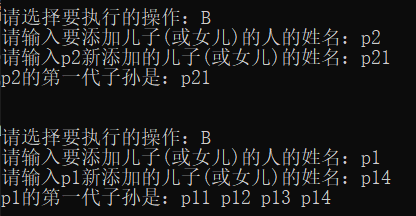 请选择要执行的操作：B
请输入要添加儿子(或女儿)的人的姓名：p2
请输入p2新添加的儿子(或女儿)的姓名：p21
p2的第一代子孙是：p21
请选择要执行的操作：B
请输入要添加儿子(或女儿)的人的姓名：p1
请输入p1新添加的儿子(或女儿)的姓名：p14
p1的第一代子孙是：p11 p12 p13 p14